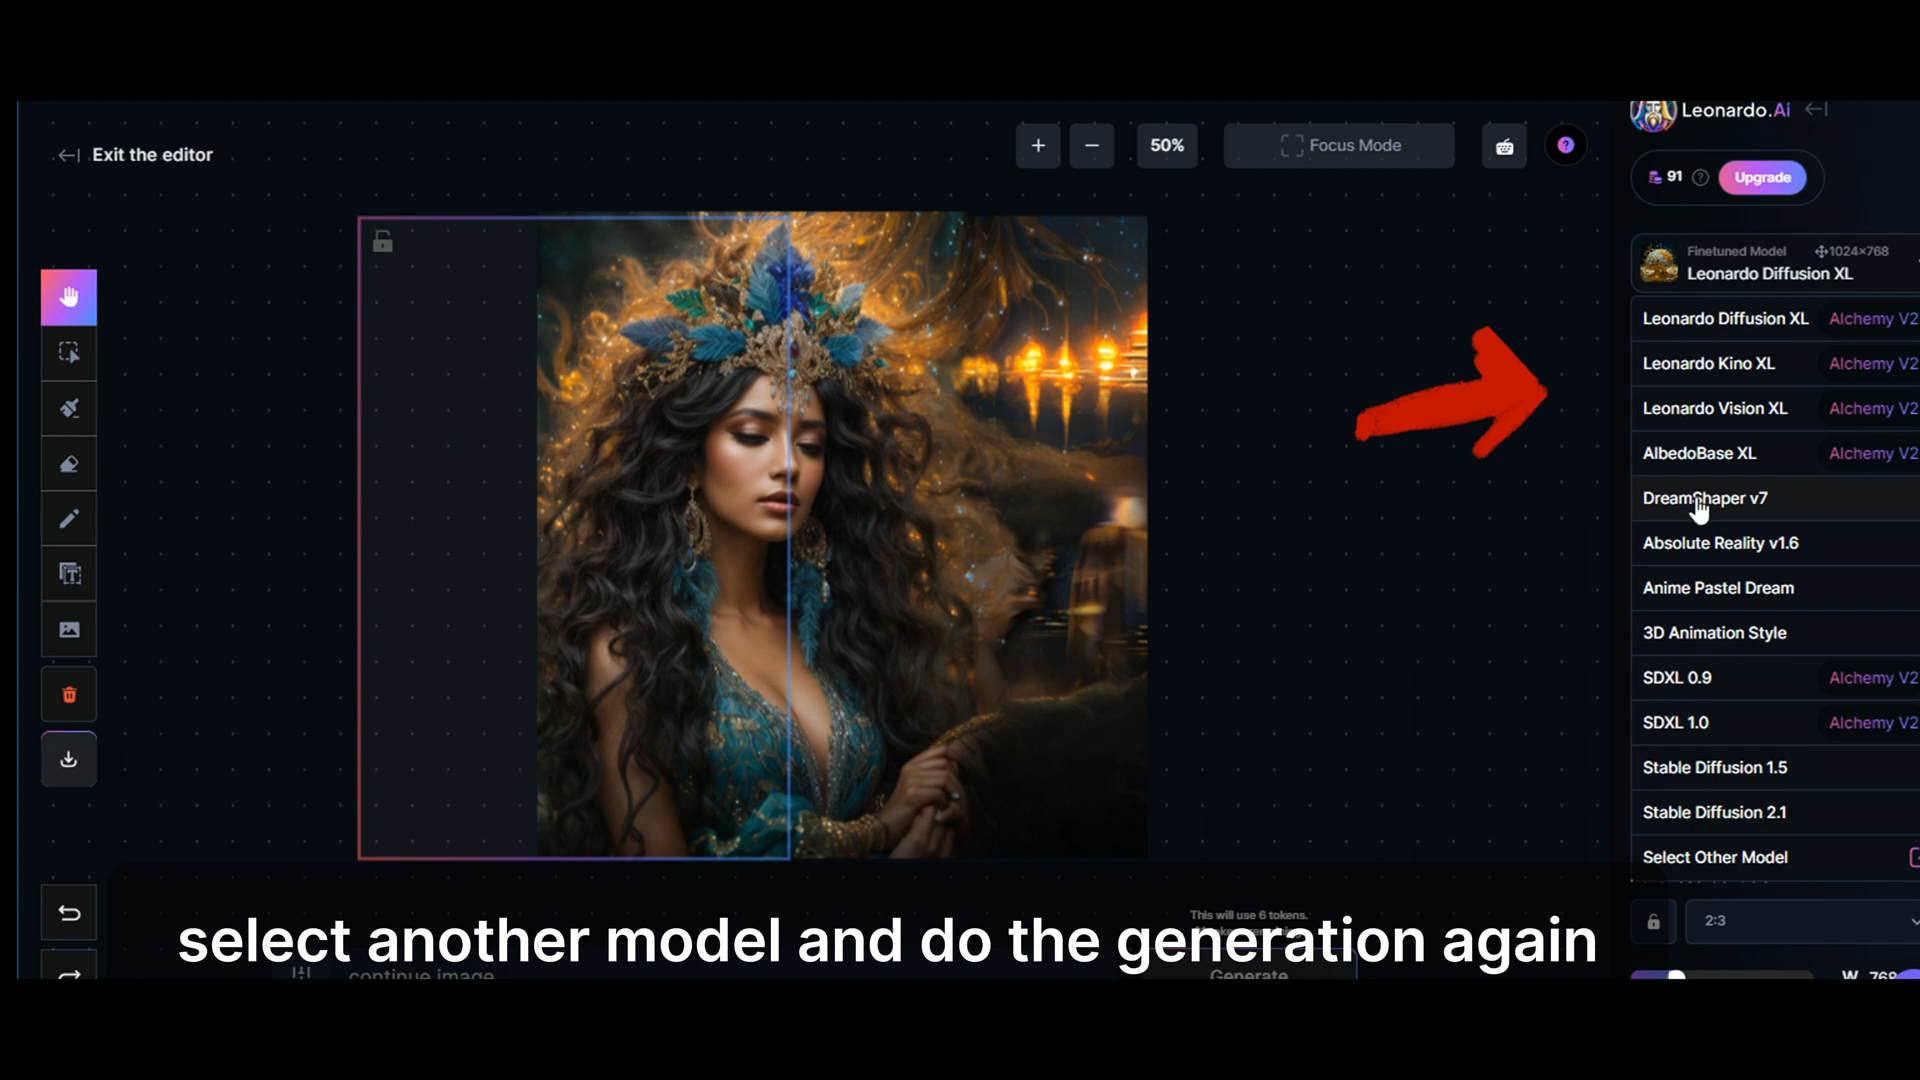 Leonardo.Ai
Exit the editor
50%
Focus Mode
?
91 ?
Upgrade
Finetuned Model 1024×768
Leonardo Diffusion XL
Leonardo Diffusion XL Alchemy V2
Leonardo Kino XL Alchemy V2
Leonardo Vision XL Alchemy V2
AlbedoBase XL Alchemy V2
DreamShaper v7
Absolute Reality v1.6
Anime Pastel Dream
3D Animation Style
SDXL 0.9 Alchemy V2
SDXL 1.0 Alchemy V2
Stable Diffusion 1.5
Stable Diffusion 2.1
Select Other Model
2:3
This will use 6 tokens.
select another model and do the generation again
continue image
Generate
W 768